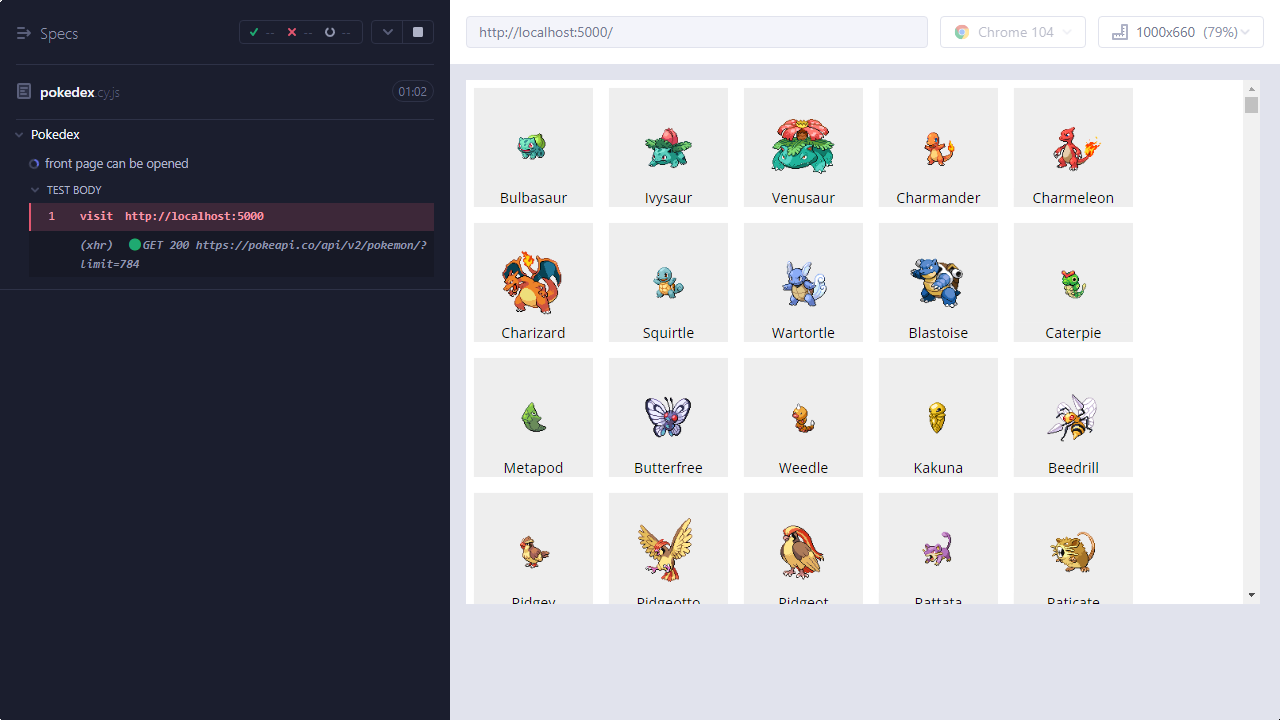 Specs
-- -- --
pokedex.cy.js 01:02
Pokedex
front page can be opened
TEST BODY
1 visit http://localhost:5000
(xhr) GET 200 https://pokeapi.co/api/v2/pokemon/?
limit=784
http://localhost:5000/ Chrome 104 1000x660 (79%)
Bulbasaur Ivysaur Venusaur Charmander Charmeleon
Charizard Squirtle Wartortle Blastoise Caterpie
Metapod Butterfree Weedle Kakuna Beedrill
Pidgey Pidgeotto Pidgeot Rattata Raticate